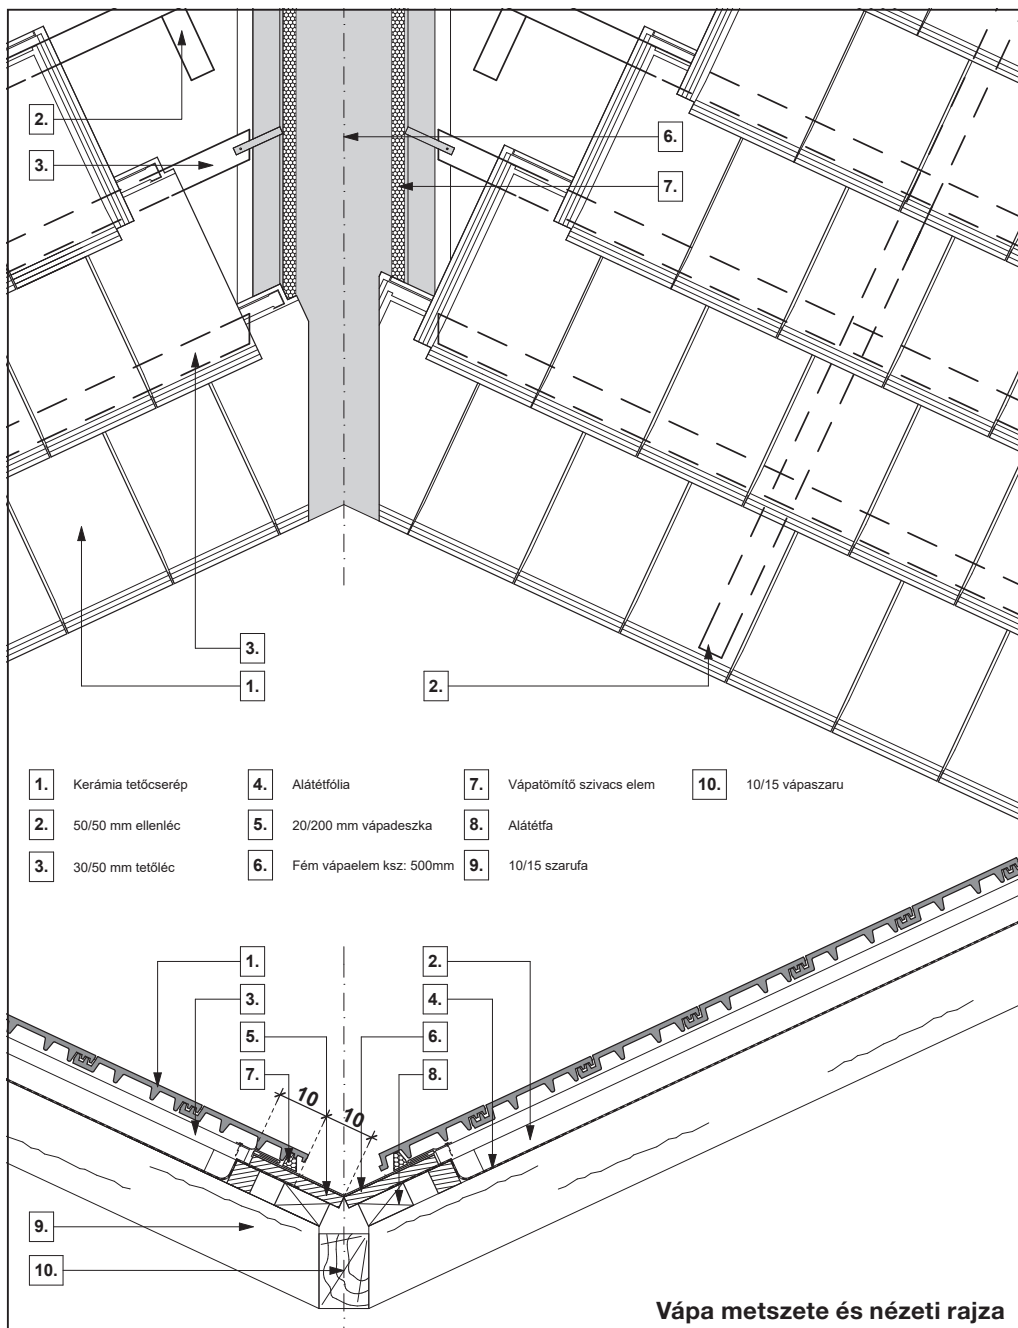 2.
3.
6.
7.
3.
1.
2.
1. Kerámia tetőcserép
4. Alátétfólia
7. Vápatömítő szivacs elem
10. 10/15 vápaszaru
2. 50/50 mm ellenléc
5. 20/200 mm vápadeszka
8. Alátétfa
3. 30/50 mm tetőléc
6. Fém vápaelem ksz: 500mm
9. 10/15 szarufa
1.
2.
3.
4.
5.
6.
7.
8.
10
10
9.
10.
Vápa metszete és nézeti rajza